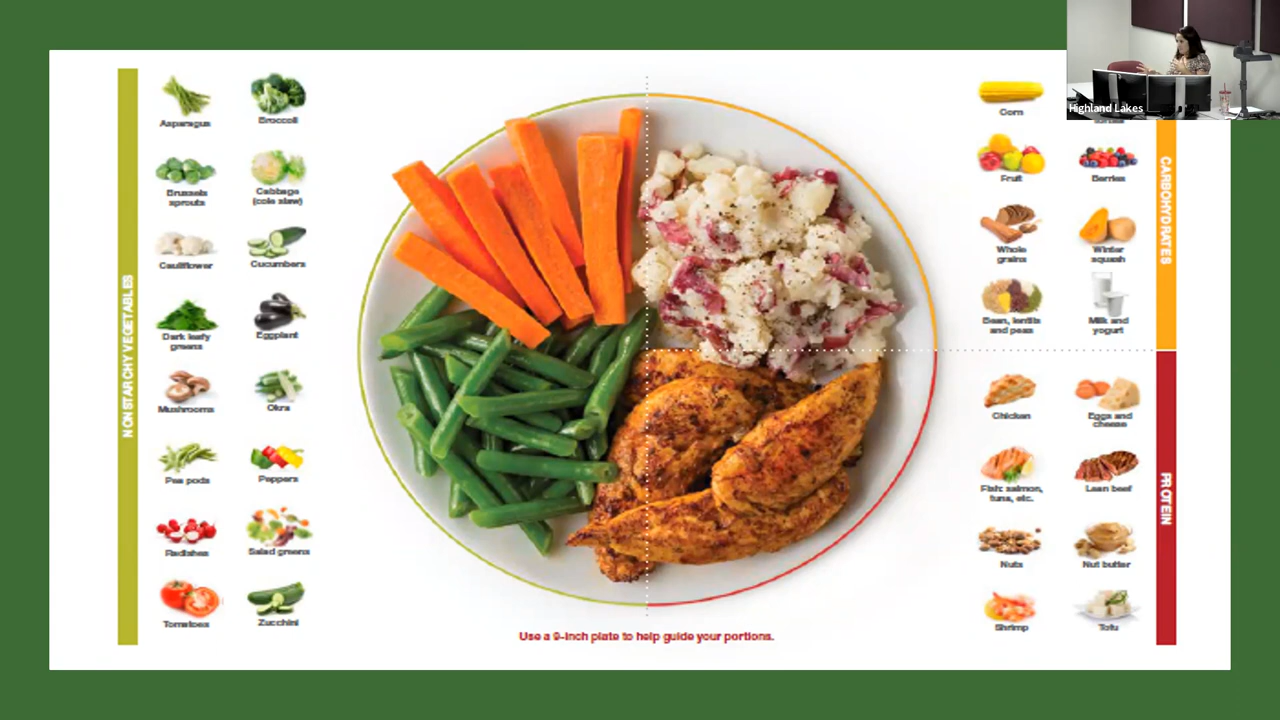 NONSTARCHY VEGETABLES
Asparagus
Broccoli
Brussels
sprouts
Cabbage
(cole slaw)
Cauliflower
Cucumbers
Dark leafy
greens
Eggplant
Mushrooms
Okra
Pea pods
Peppers
Radishes
Salad greens
Tomatoes
Zucchini
Use a 9-inch plate to help guide your portions.
Highland Lakes
CARBOHYDRATES
Corn
Fruit
Berries
Whole
grains
Winter
squash
Bean, lentils
and peas
Milk and
yogurt
PROTEIN
Chicken
Eggs and
cheese
Fish: salmon,
tuna, etc.
Lean beef
Nuts
Nut butter
Shrimp
Tofu